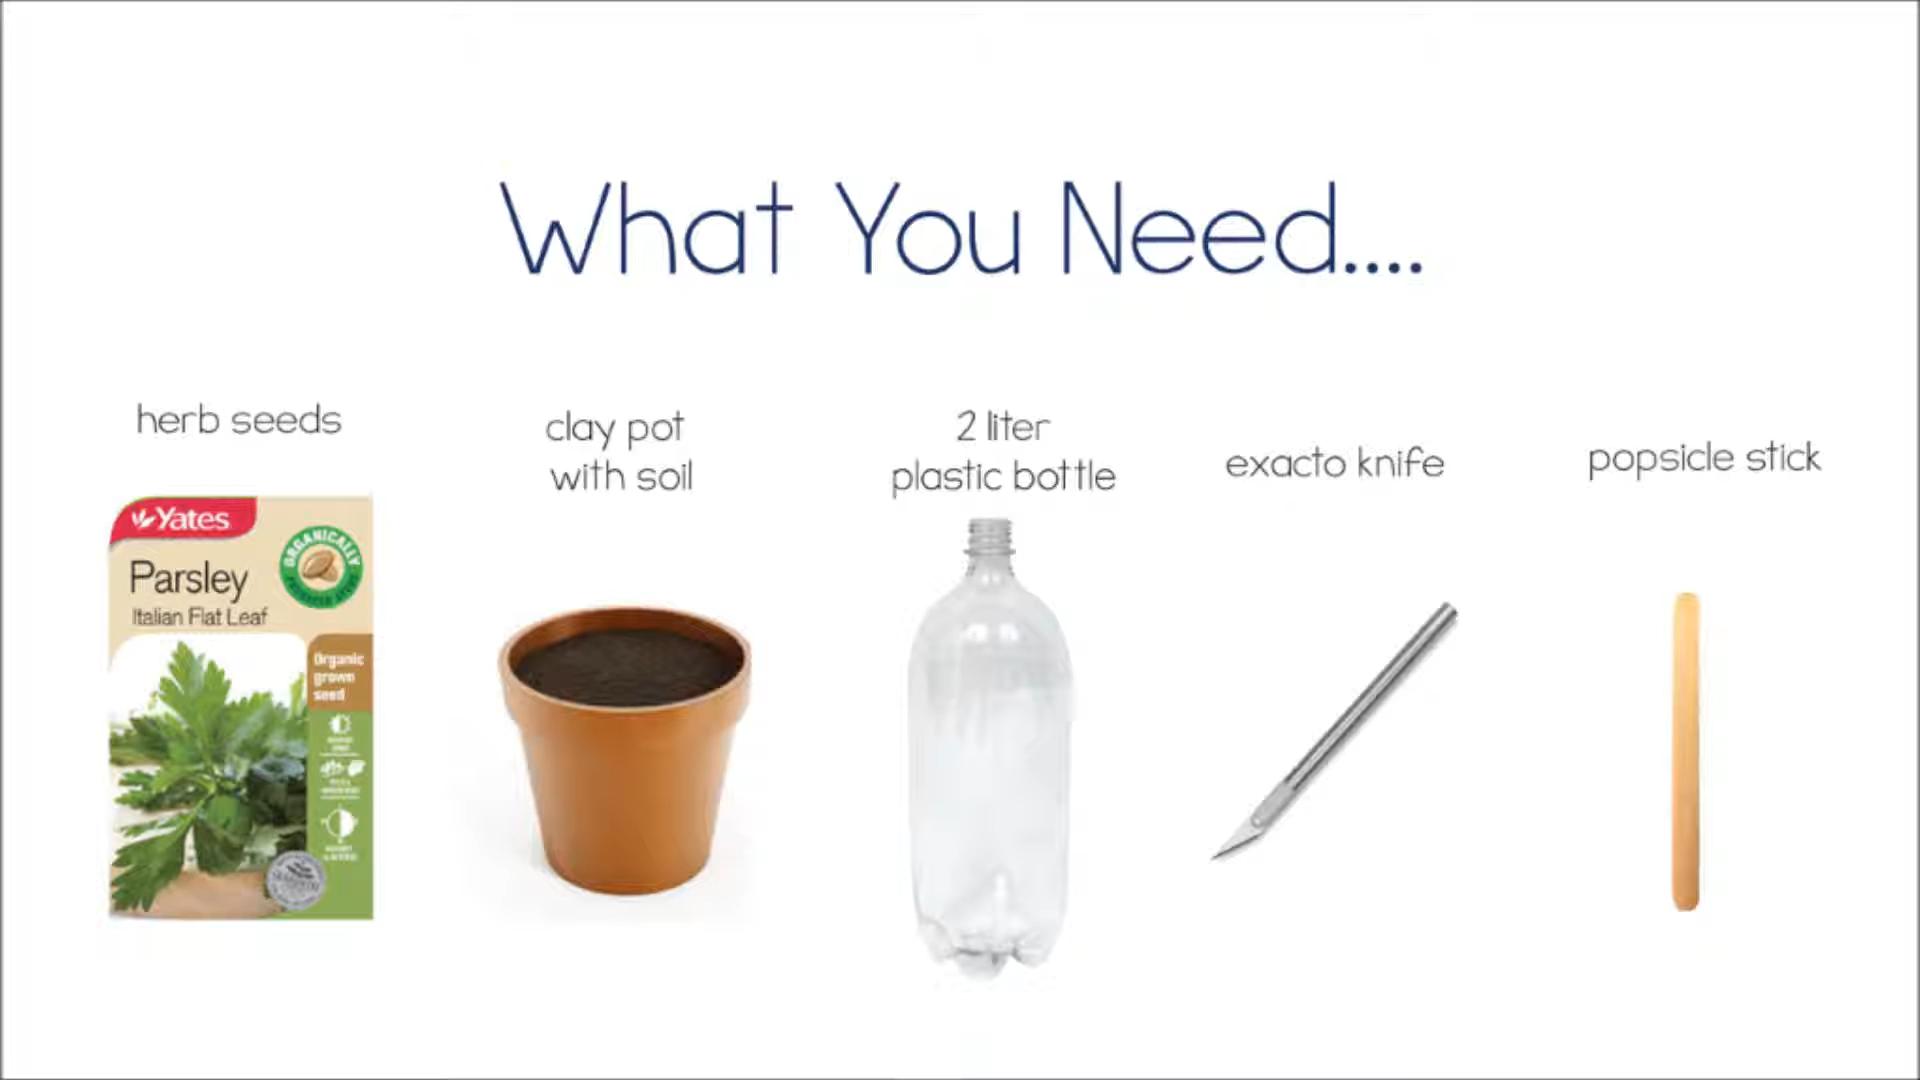 What You Need....
herb seeds
clay pot
with soil
2 liter
plastic bottle
exacto knife
popsicle stick
Yates
ORGANICALLY
Parsley
Italian Flat Leaf
Organic
grown
seed